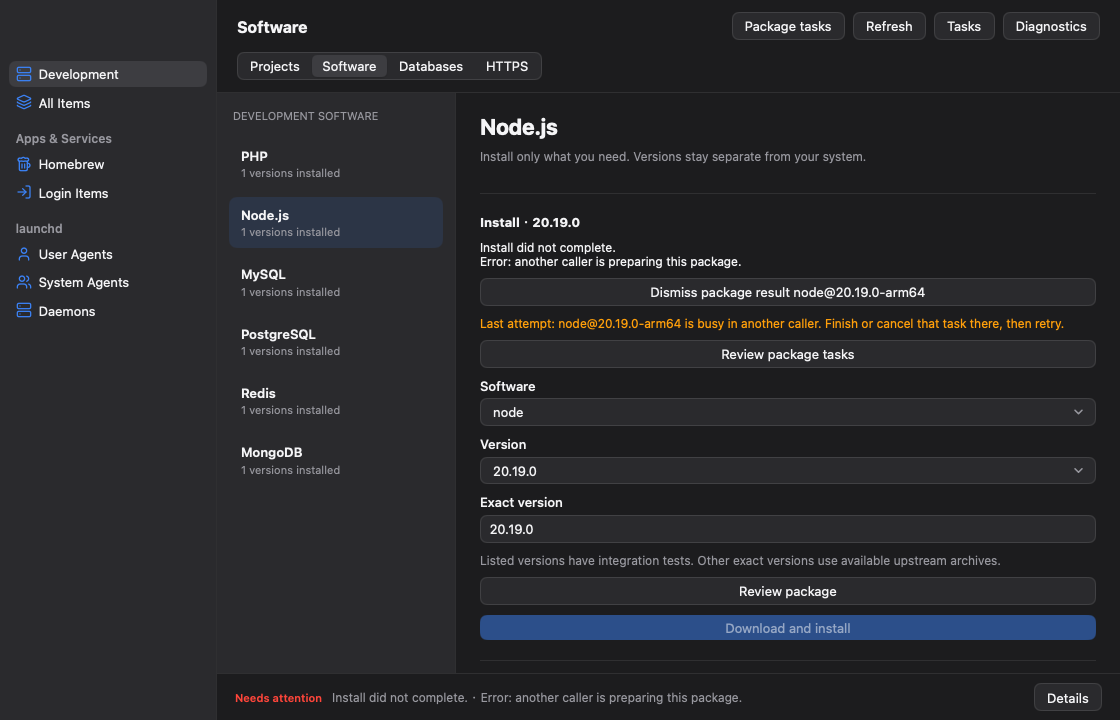 Software
Package tasks
Refresh
Tasks
Diagnostics
Projects
Software
Databases
HTTPS
Development
All Items
Apps & Services
Homebrew
Login Items
launchd
User Agents
System Agents
Daemons
DEVELOPMENT SOFTWARE
PHP
1 versions installed
Node.js
1 versions installed
MySQL
1 versions installed
PostgreSQL
1 versions installed
Redis
1 versions installed
MongoDB
1 versions installed
Node.js
Install only what you need. Versions stay separate from your system.
Install · 20.19.0
Install did not complete.
Error: another caller is preparing this package.
Dismiss package result node@20.19.0-arm64
Last attempt: node@20.19.0-arm64 is busy in another caller. Finish or cancel that task there, then retry.
Review package tasks
Software
node
Version
20.19.0
Exact version
20.19.0
Listed versions have integration tests. Other exact versions use available upstream archives.
Review package
Download and install
Needs attention Install did not complete. · Error: another caller is preparing this package.
Details